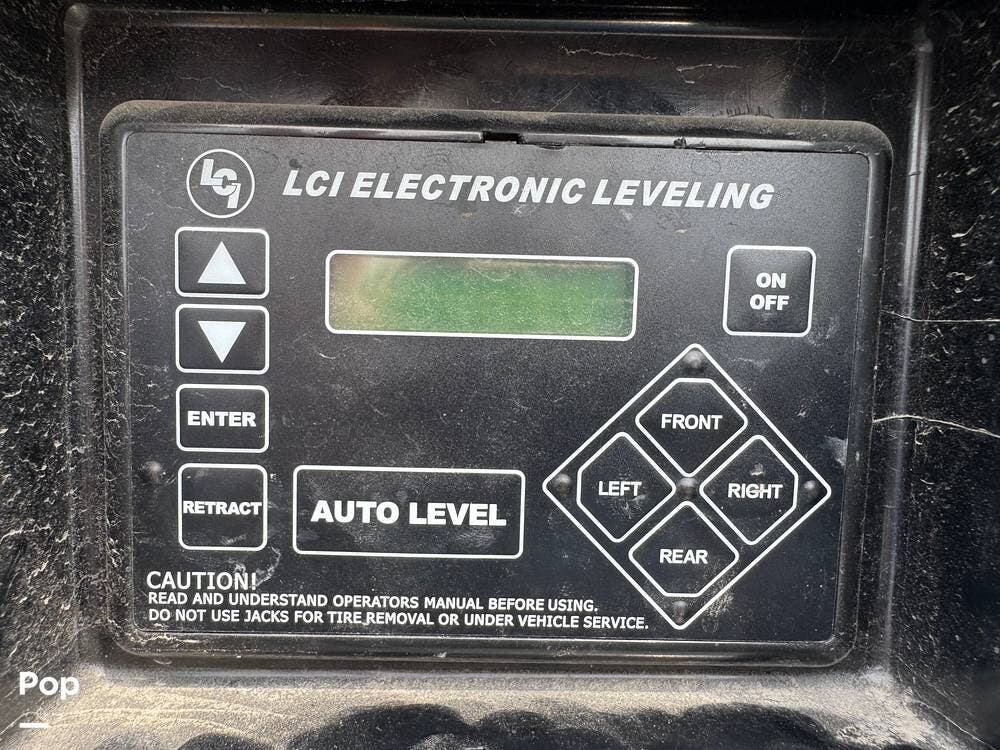 LCI
LCI ELECTRONIC LEVELING
ON
OFF
ENTER
FRONT
LEFT
RIGHT
RETRACT
AUTO LEVEL
REAR
CAUTION!
READ AND UNDERSTAND OPERATORS MANUAL BEFORE USING.
DO NOT USE JACKS FOR TIRE REMOVAL OR UNDER VEHICLE SERVICE.
Pop